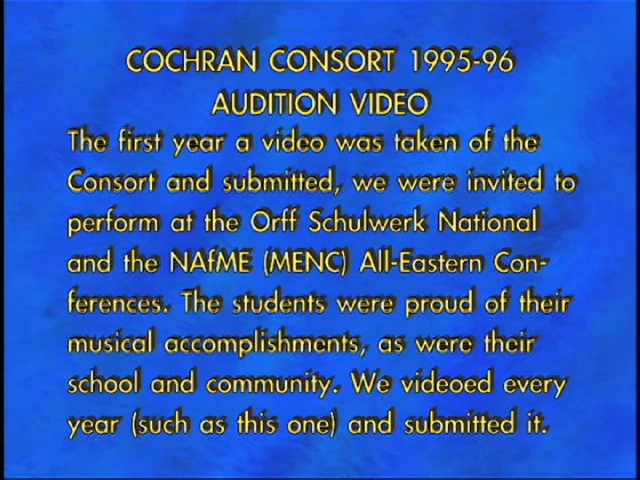 COCHRAN CONSORT 1995-96
AUDITION VIDEO
The first year a video was taken of the
Consort and submitted, we were invited to
perform at the Orff Schulwerk National
and the NAfME (MENC) All-Eastern Con-
ferences. The students were proud of their
musical accomplishments, as were their
school and community. We videoed every
year (such as this one) and submitted it.